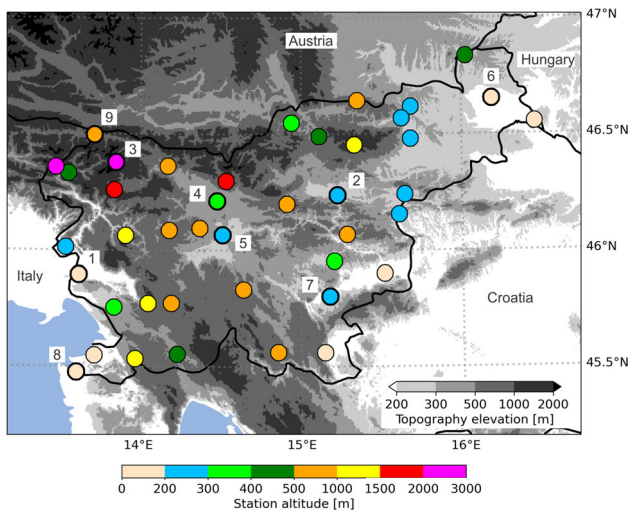 47°N
Austria
Hungary
6
46.5°N
9
3
2
4
5
46°N
1
Italy
7
Croatia
8
45.5°N
200 300 500 1000 2000
Topography elevation [m]
14°E 15°E 16°E
0 200 300 400 500 1000 1500 2000 3000
Station altitude [m]